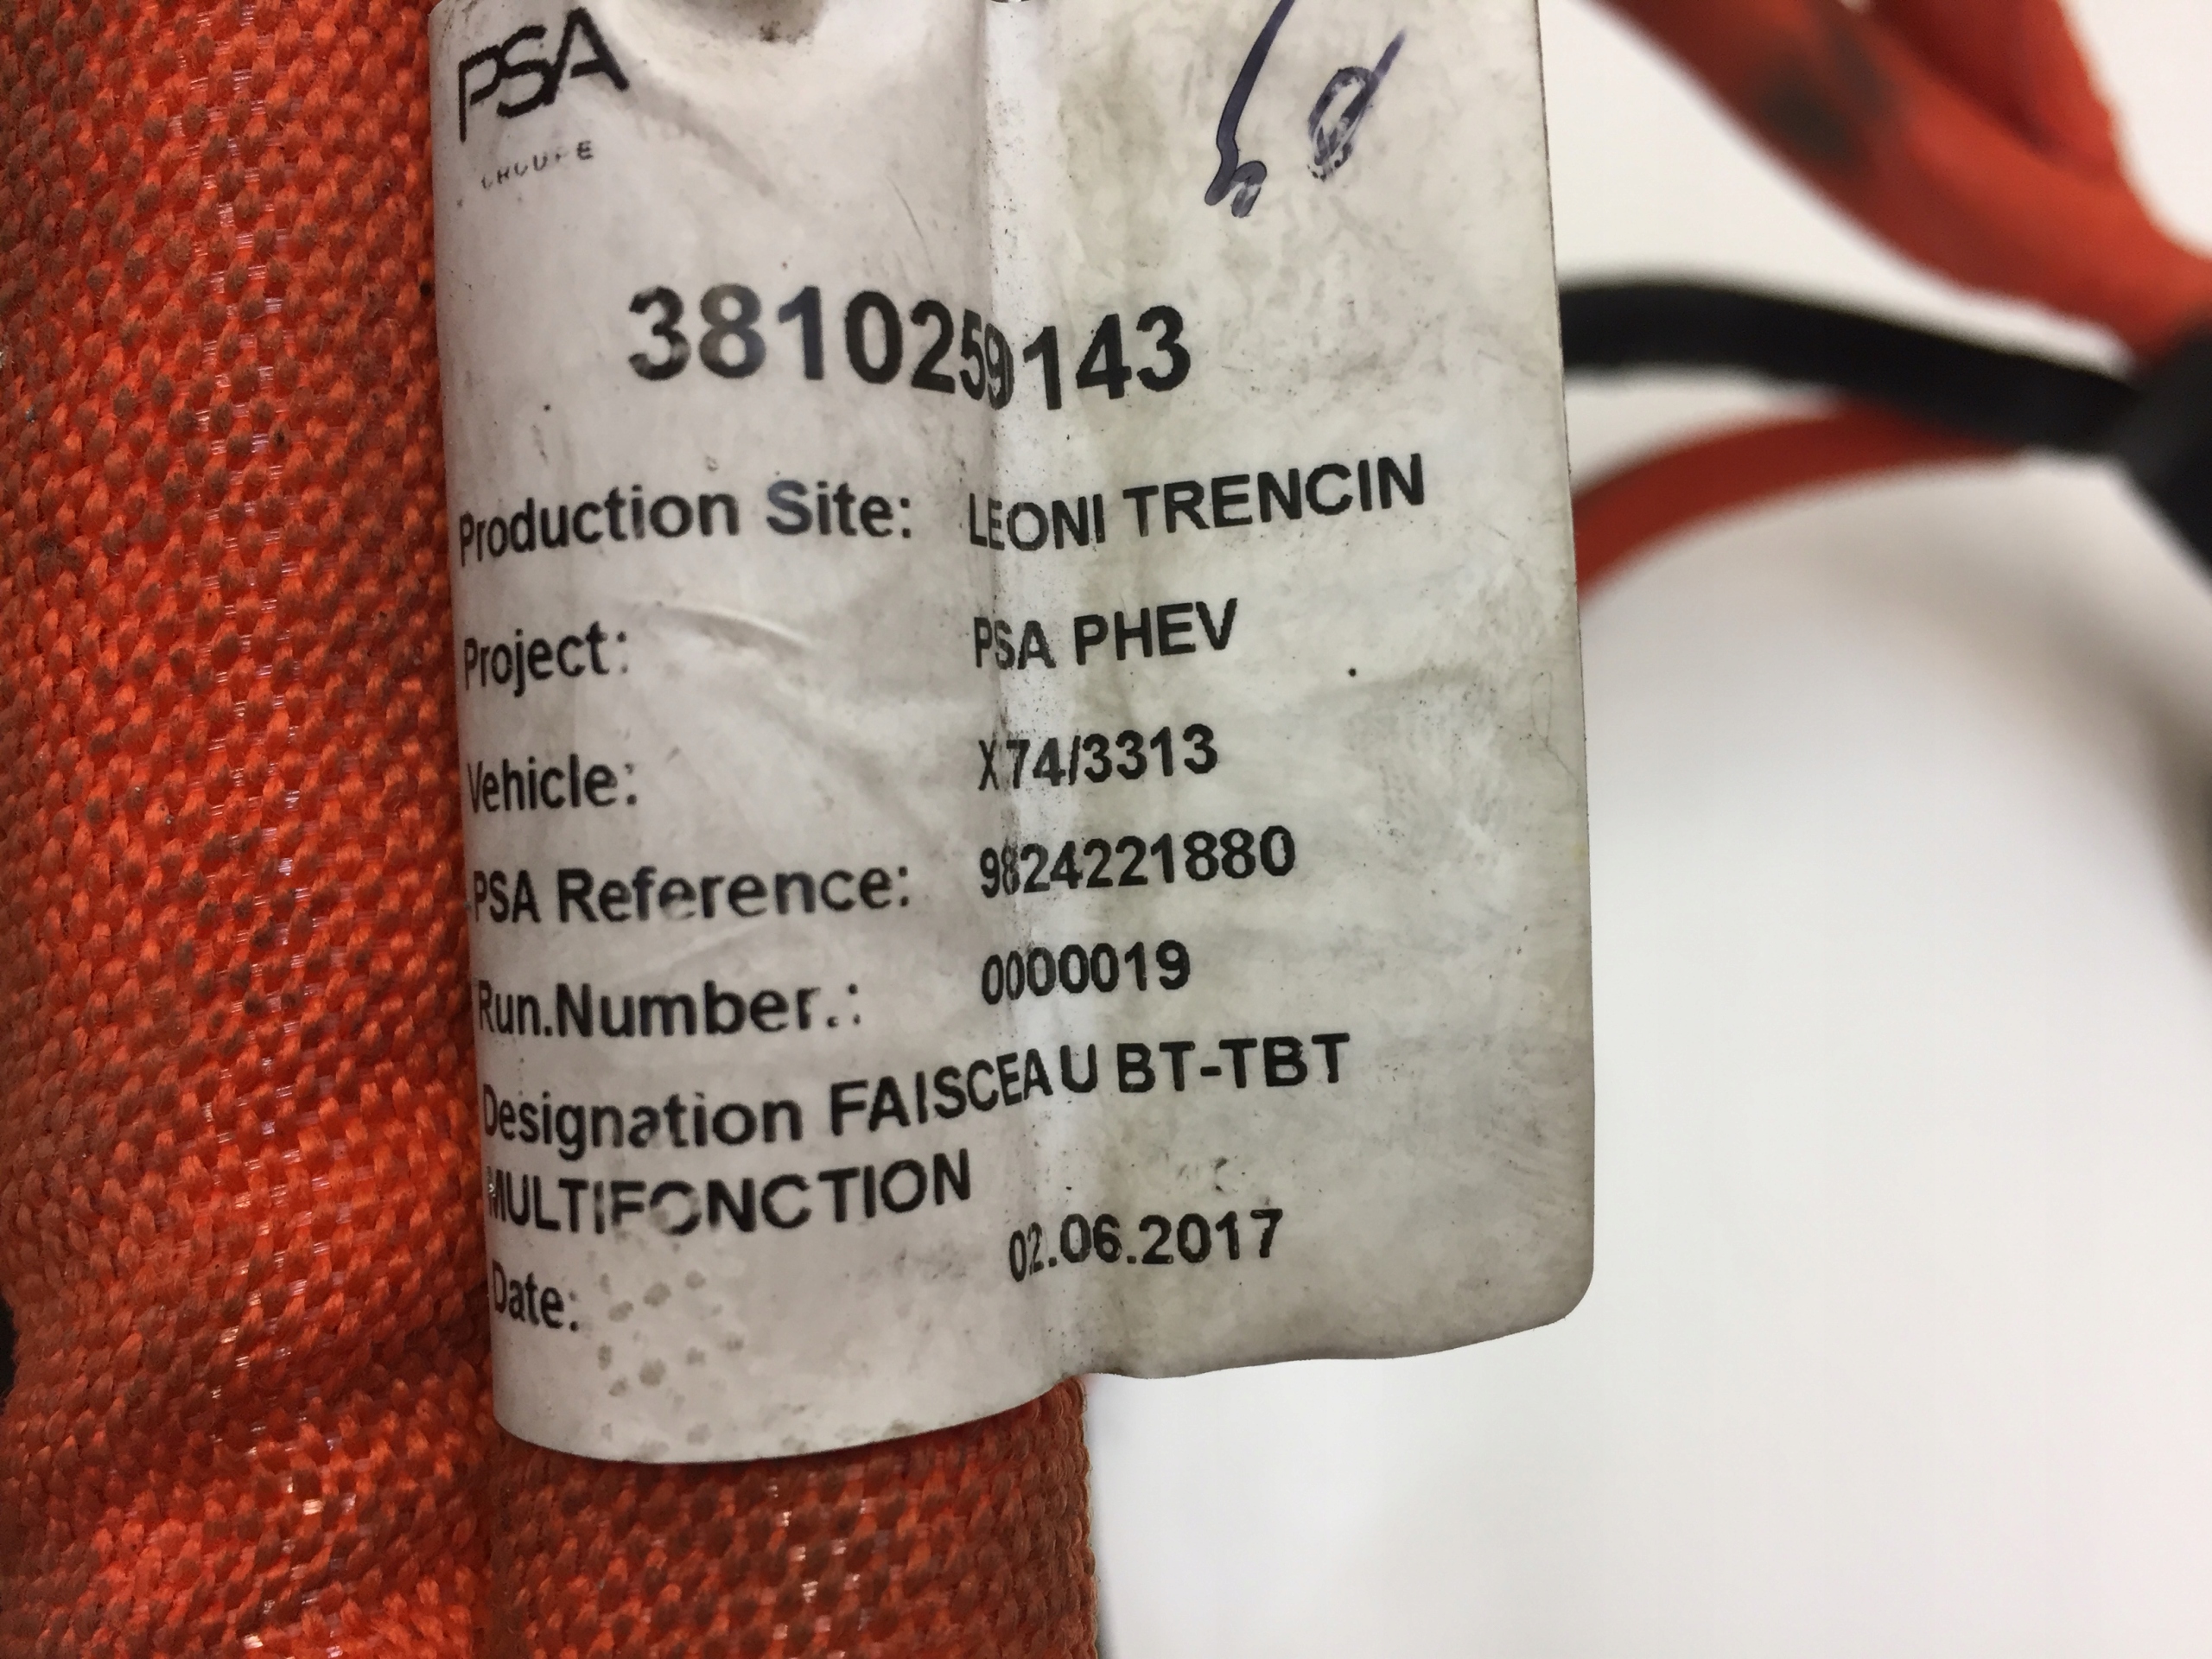 PSA
GROUPE
3810259143
Production Site: LEONI TRENCIN
Project: PSA PHEV
Vehicle: X74/3313
PSA Reference: 9824221880
Run.Number.: 0000019
Designation FAISCEAU BT-TBT
MULTIFONCTION
Date: 02.06.2017